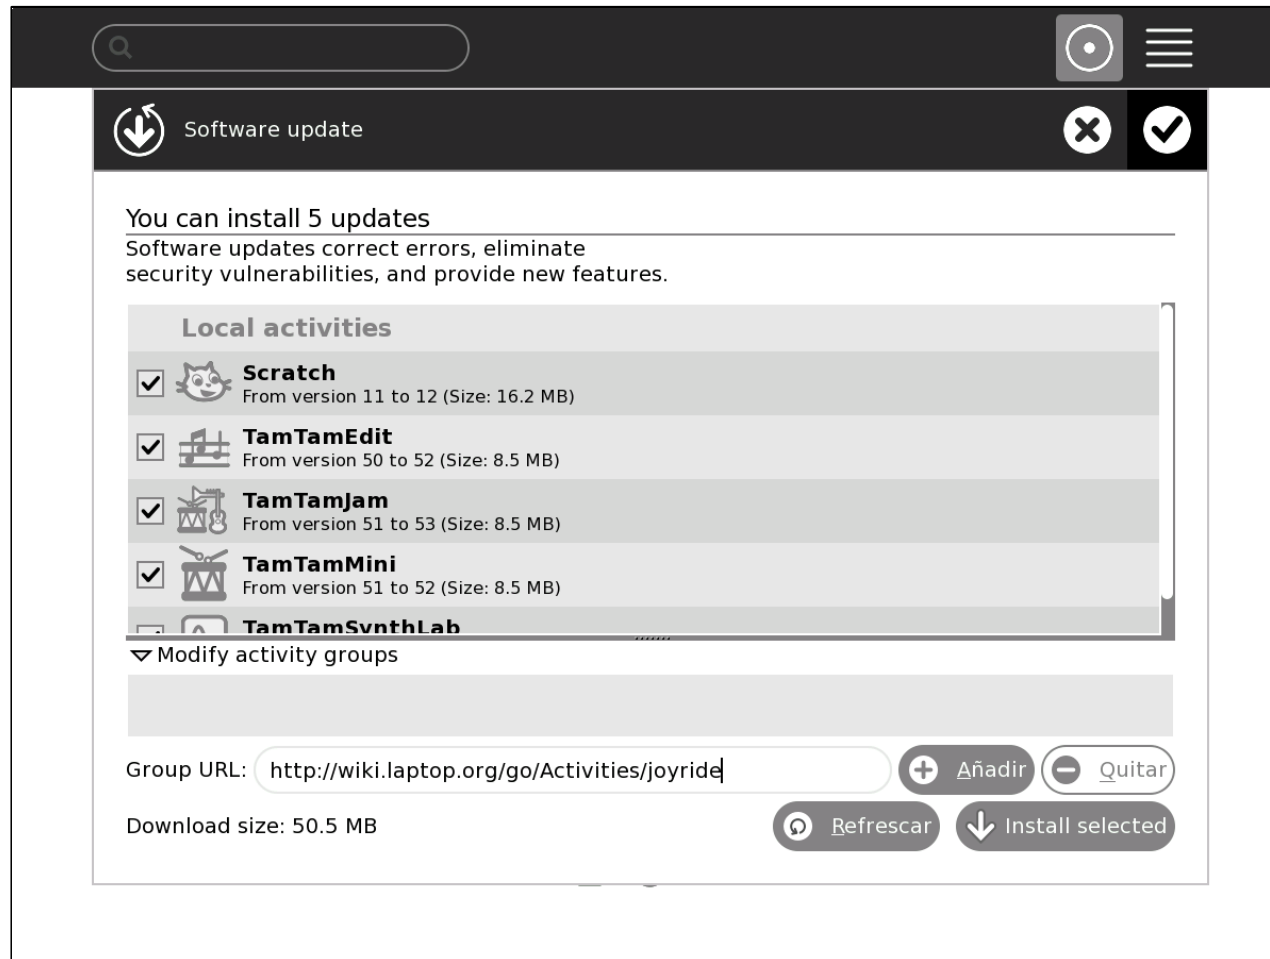 Software update
You can install 5 updates
Software updates correct errors, eliminate
security vulnerabilities, and provide new features.
Local activities
Scratch
From version 11 to 12 (Size: 16.2 MB)
TamTamEdit
From version 50 to 52 (Size: 8.5 MB)
TamTamJam
From version 51 to 53 (Size: 8.5 MB)
TamTamMini
From version 51 to 52 (Size: 8.5 MB)
TamTamSynthLab
Modify activity groups
Group URL: http://wiki.laptop.org/go/Activities/joyride Añadir Quitar
Download size: 50.5 MB Refrescar Install selected